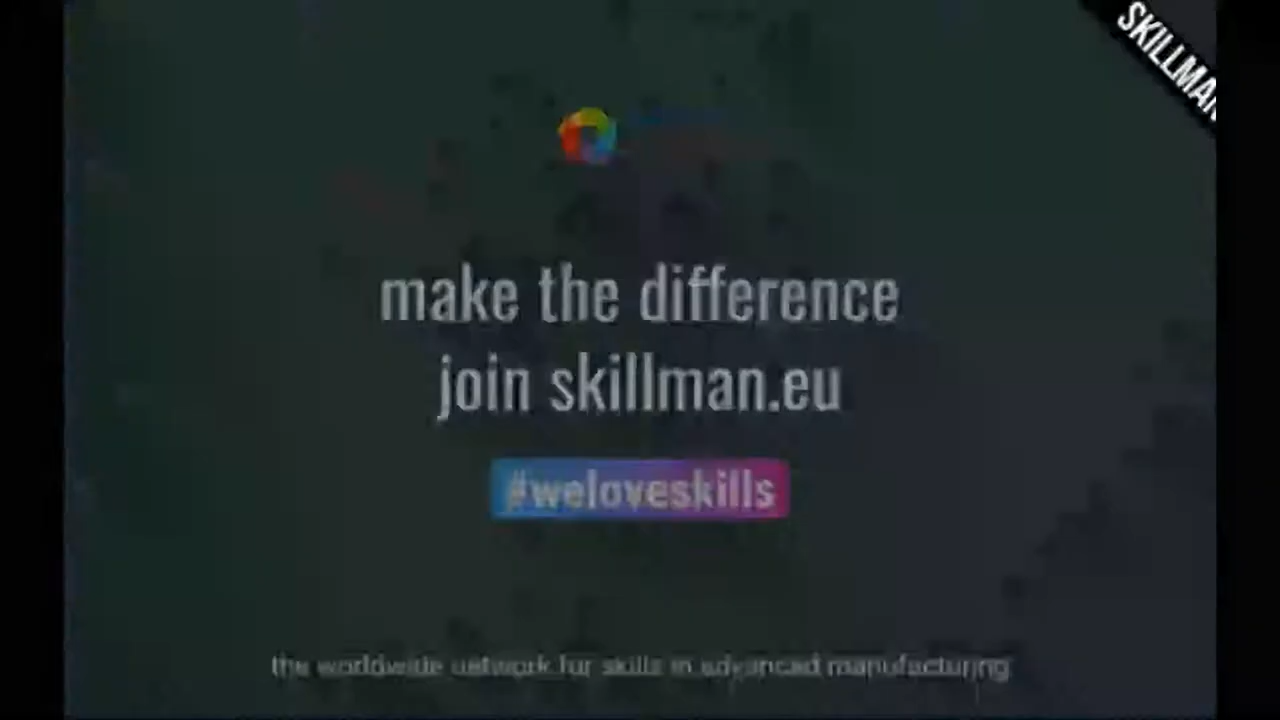 SKILLMAN
make the difference
join skillman.eu
#weloveskills
the worldwide network for skills in advanced manufacturing